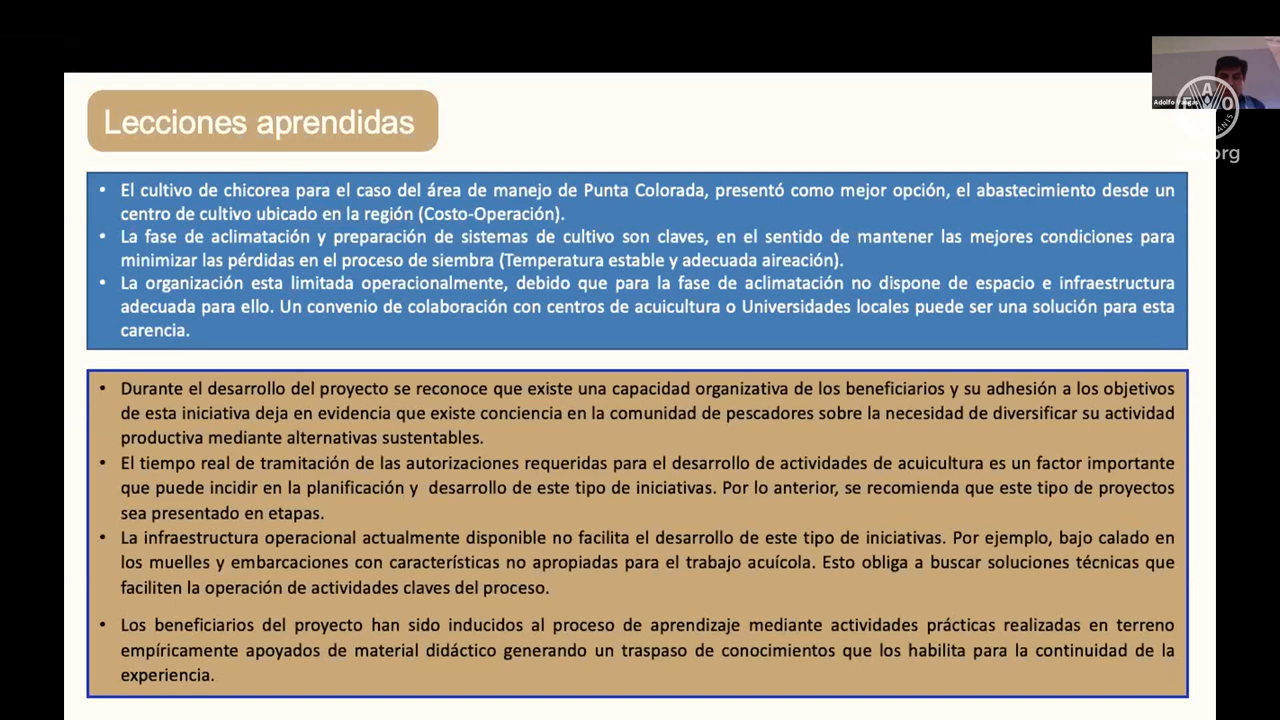 Lecciones aprendidas
• El cultivo de chicorea para el caso del área de manejo de Punta Colorada, presentó como mejor opción, el abastecimiento desde un
centro de cultivo ubicado en la región (Costo-Operación).
• La fase de aclimatación y preparación de sistemas de cultivo son claves, en el sentido de mantener las mejores condiciones para
minimizar las pérdidas en el proceso de siembra (Temperatura estable y adecuada aireación).
• La organización esta limitada operacionalmente, debido que para la fase de aclimatación no dispone de espacio e infraestructura
adecuada para ello. Un convenio de colaboración con centros de acuicultura o Universidades locales puede ser una solución para esta
carencia.
• Durante el desarrollo del proyecto se reconoce que existe una capacidad organizativa de los beneficiarios y su adhesión a los objetivos
de esta iniciativa deja en evidencia que existe conciencia en la comunidad de pescadores sobre la necesidad de diversificar su actividad
productiva mediante alternativas sustentables.
• El tiempo real de tramitación de las autorizaciones requeridas para el desarrollo de actividades de acuicultura es un factor importante
que puede incidir en la planificación y desarrollo de este tipo de iniciativas. Por lo anterior, se recomienda que este tipo de proyectos
sea presentado en etapas.
• La infraestructura operacional actualmente disponible no facilita el desarrollo de este tipo de iniciativas. Por ejemplo, bajo calado en
los muelles y embarcaciones con características no apropiadas para el trabajo acuícola. Esto obliga a buscar soluciones técnicas que
faciliten la operación de actividades claves del proceso.
• Los beneficiarios del proyecto han sido inducidos al proceso de aprendizaje mediante actividades prácticas realizadas en terreno
empíricamente apoyados de material didáctico generando un traspaso de conocimientos que los habilita para la continuidad de la
experiencia.
Adolfo